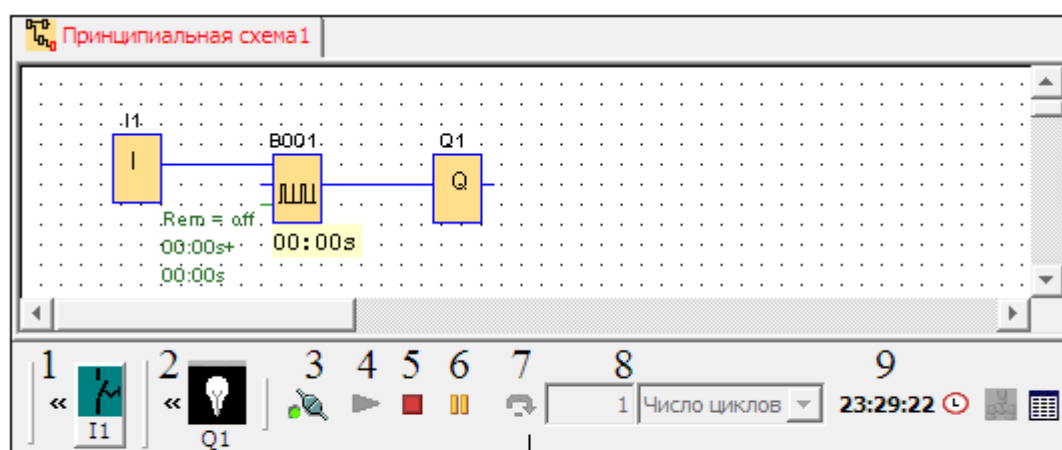 Принципиальная схема1
I1
I
B001
Q1
Q
Rem = off
00:00s+
00:00s
00:00s
1
2
3
4
5
6
7
8
9
«
I1
«
Q1
1
Число циклов
23:29:22